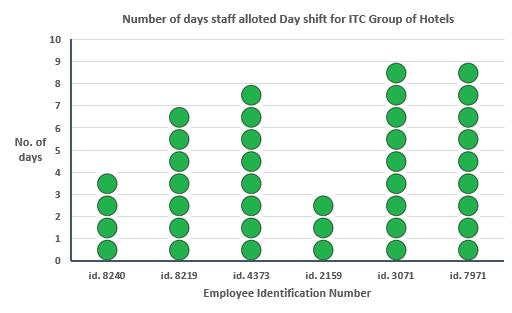 Number of days staff alloted Day shift for ITC Group of Hotels
10
9
8
7
6
5
4
3
2
1
0
No. of
days
id. 8240 id. 8219 id. 4373 id. 2159 id. 3071 id. 7971
Employee Identification Number